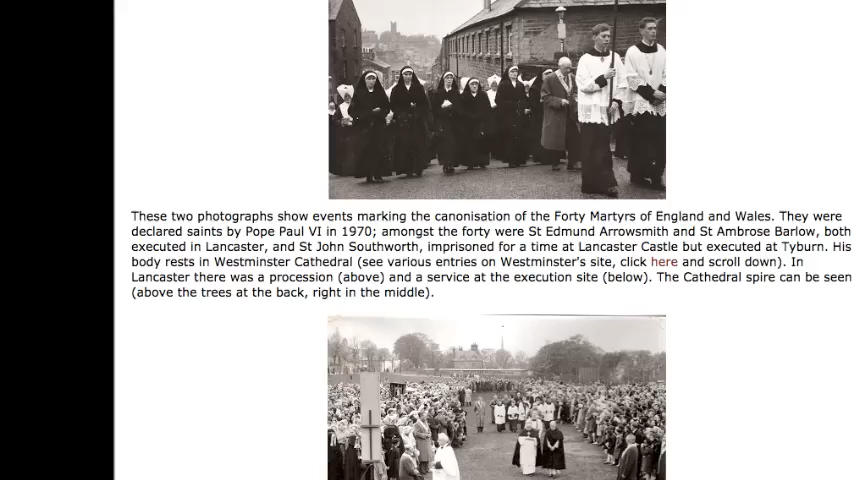 These two photographs show events marking the canonisation of the Forty Martyrs of England and Wales. They were
declared saints by Pope Paul VI in 1970; amongst the forty were St Edmund Arrowsmith and St Ambrose Barlow, both
executed in Lancaster, and St John Southworth, imprisoned for a time at Lancaster Castle but executed at Tyburn. His
body rests in Westminster Cathedral (see various entries on Westminster's site, click here and scroll down). In
Lancaster there was a procession (above) and a service at the execution site (below). The Cathedral spire can be seen
(above the trees at the back, right in the middle).